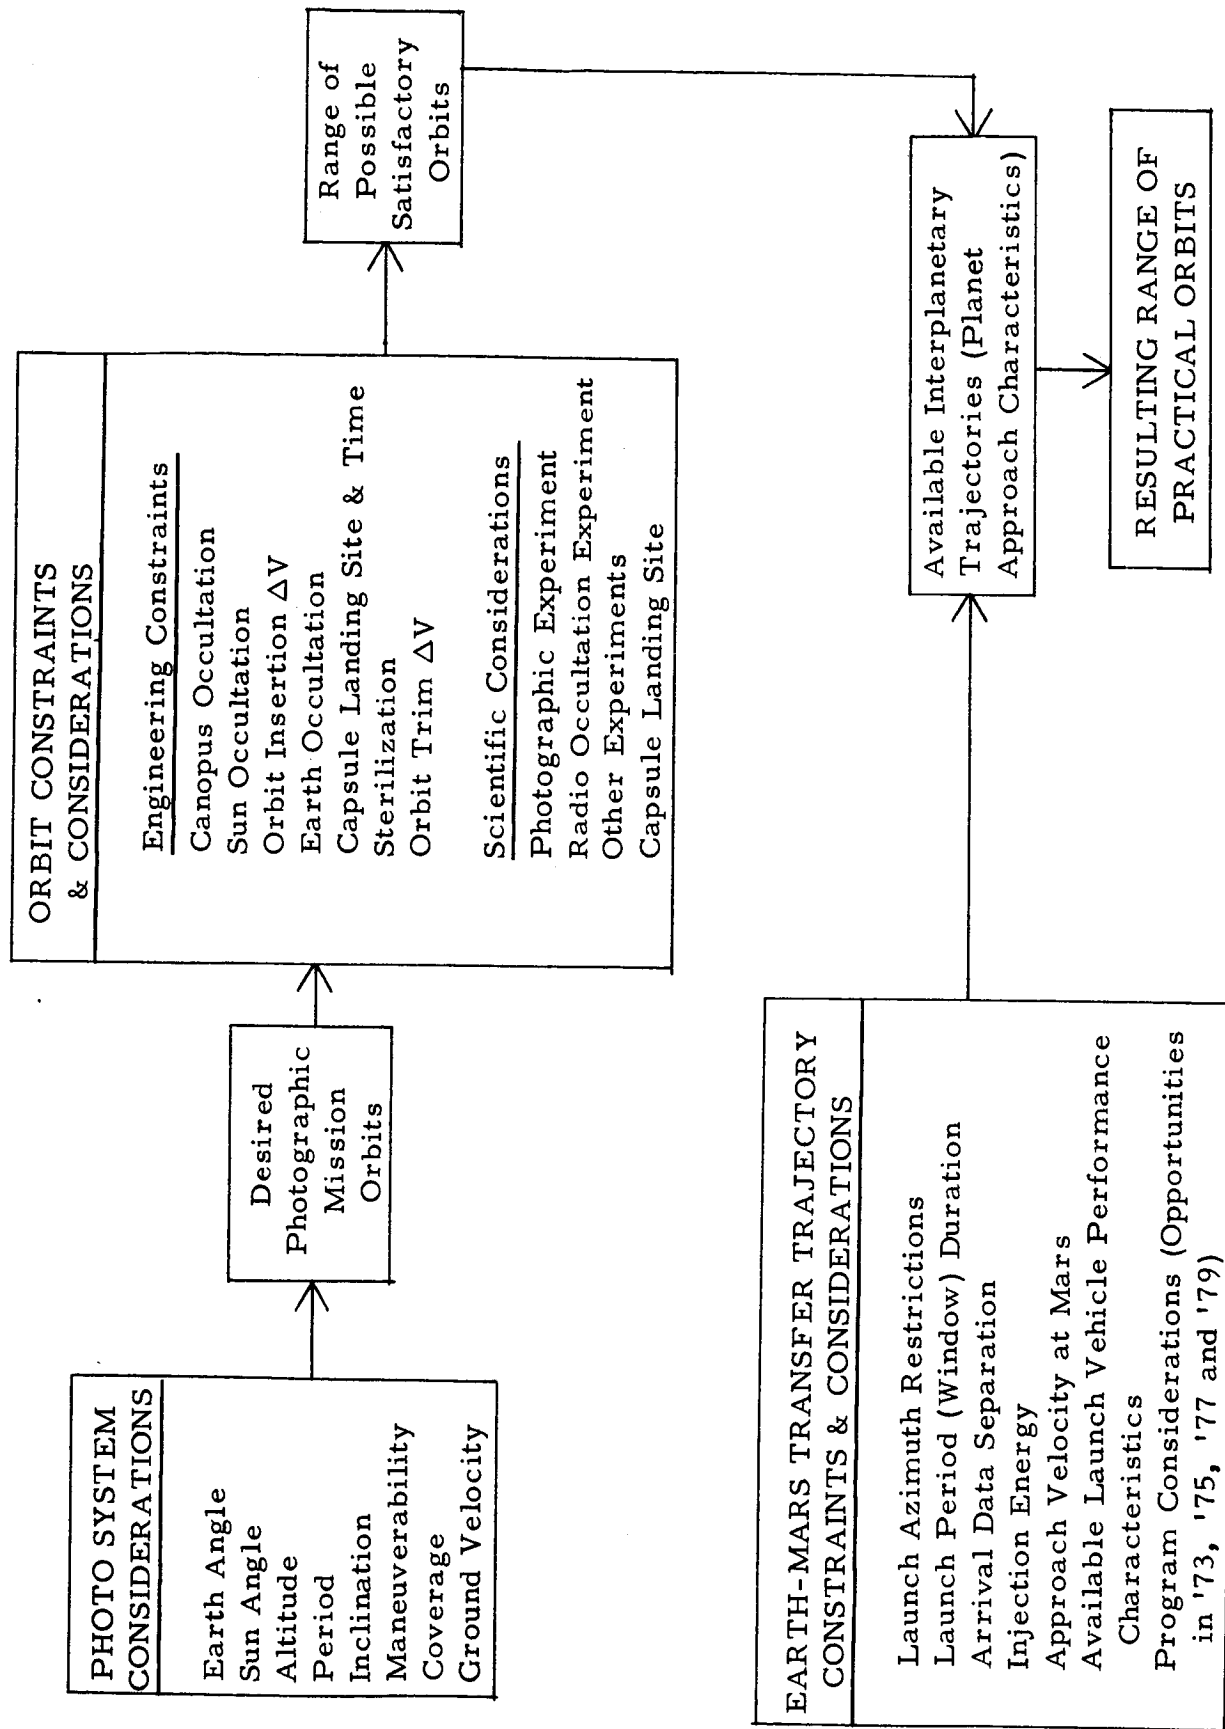 PHOTO SYSTEM
CONSIDERATIONS
Earth Angle
Sun Angle
Altitude
Period
Inclination
Maneuverability
Coverage
Ground Velocity
Desired
Photographic
Mission
Orbits
ORBIT CONSTRAINTS
& CONSIDERATIONS
Engineering Constraints
Canopus Occultation
Sun Occultation
Orbit Insertion ΔV
Earth Occultation
Capsule Landing Site & Time
Sterilization
Orbit Trim ΔV
Scientific Considerations
Photographic Experiment
Radio Occultation Experiment
Other Experiments
Capsule Landing Site
Range of
Possible
Satisfactory
Orbits
EARTH-MARS TRANSFER TRAJECTORY
CONSTRAINTS & CONSIDERATIONS
Launch Azimuth Restrictions
Launch Period (Window) Duration
Arrival Data Separation
Injection Energy
Approach Velocity at Mars
Available Launch Vehicle Performance
Characteristics
Program Considerations (Opportunities
in '73, '75, '77 and '79)
Available Interplanetary
Trajectories (Planet
Approach Characteristics)
RESULTING RANGE OF
PRACTICAL ORBITS